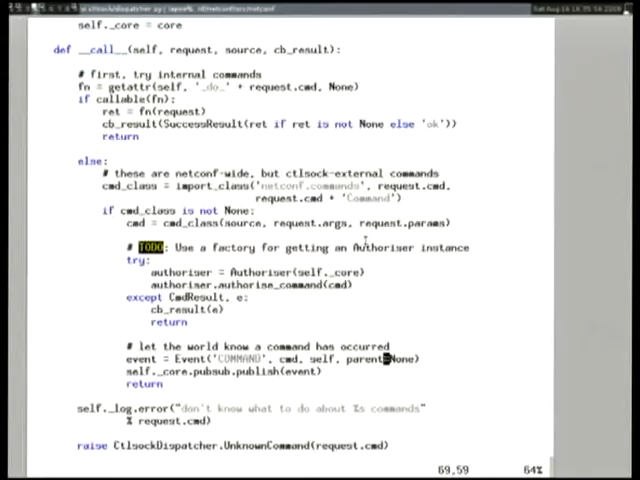 self._core = core
def __call__(self, request, source, cb_result):
# first, try internal commands
fn = getattr(self, '_do_' + request.cmd, None)
if callable(fn):
ret = fn(request)
cb_result(SuccessResult(ret if ret is not None else 'ok'))
return
else:
# these are netconf-wide, but ctlsock-external commands
cmd_class = import_class('netconf.commands', request.cmd,
request.cmd + 'Command')
if cmd_class is not None:
cmd = cmd_class(source, request.args, request.params)
# TODO: Use a factory for getting an Authoriser instance
try:
authoriser = Authoriser(self._core)
authoriser.authorise_command(cmd)
except CmdResult, e:
cb_result(e)
return
# let the world know a command has occurred
event = Event('COMMAND', cmd, self, parent=None)
self._core.pubsub.publish(event)
return
self._log.error("don't know what to do about %s commands"
% request.cmd)
raise CtlsockDispatcher.UnknownCommand(request.cmd)
69,59 64%